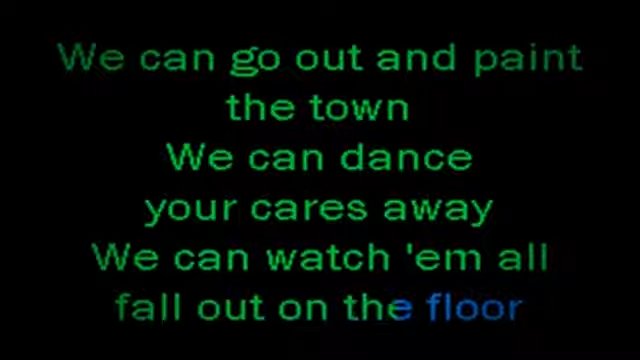 We can go out and paint
the town
We can dance
your cares away
We can watch 'em all
fall out on the floor